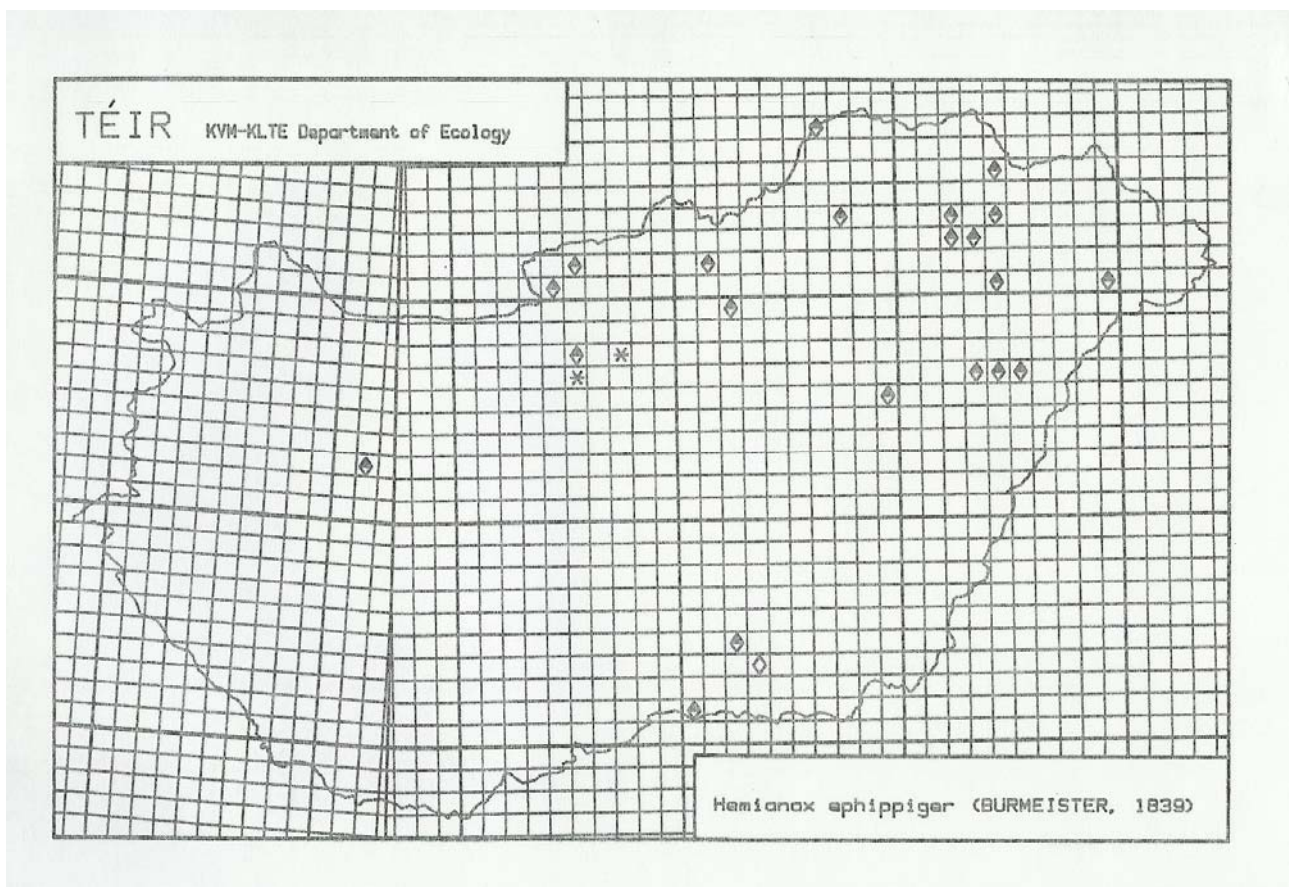 TÉIR KVM-KLTE Department of Ecology
Hemianax ephippiger (BURMEISTER, 1839)